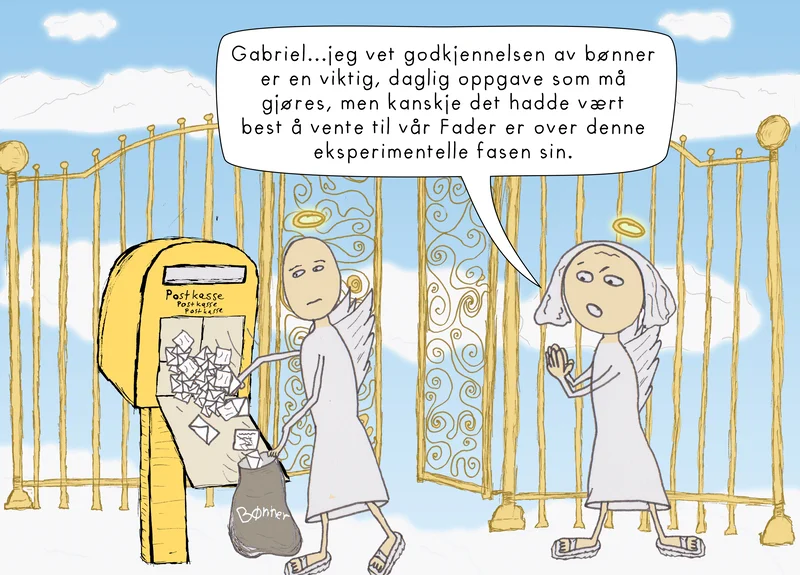 Gabriel...jeg vet godkjennelsen av bønner
er en viktig, daglig oppgave som må
gjøres, men kanskje det hadde vært
best å vente til vår Fader er over denne
eksperimentelle fasen sin.
Postkasse
Postkasse
Postkasse
Bønner